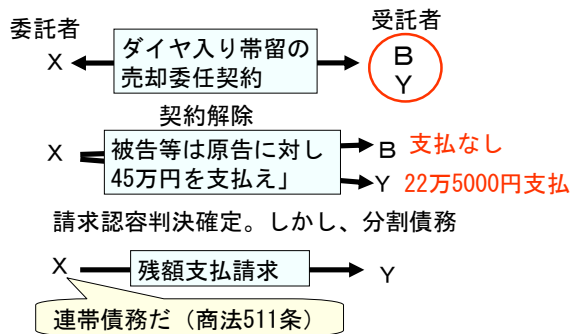 委託者
受託者
X
ダイヤ入り帯留の
売却委任契約
B
Y
契約解除
X
被告等は原告に対し
45万円を支払え」
B 支払なし
Y 22万5000円支払
請求認容判決確定。しかし、分割債務
X
残額支払請求
Y
連帯債務だ（商法511条）